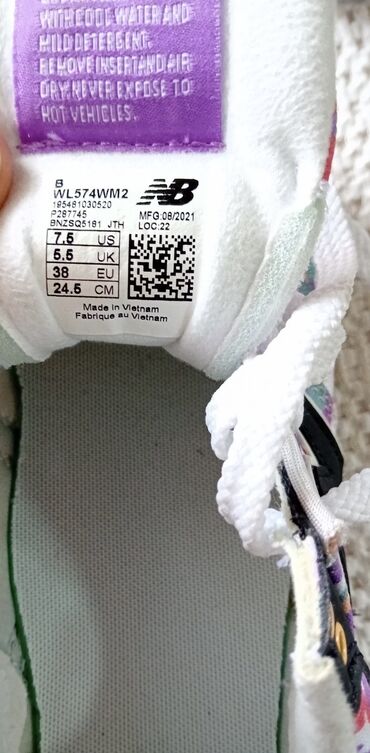 WITH COOL WATER AND
MILD DETERGENT.
REMOVE INSERT AND AIR
DRY. NEVER EXPOSE TO
HOT VEHICLES.
B
WL574WM2
195481030520
P287745
BNZSQ5181 JTH
NB
MFG:08/2021
LOC:22
7.5 US
5.5 UK
38 EU
24.5 CM
Made in Vietnam
Fabrique au Vietnam